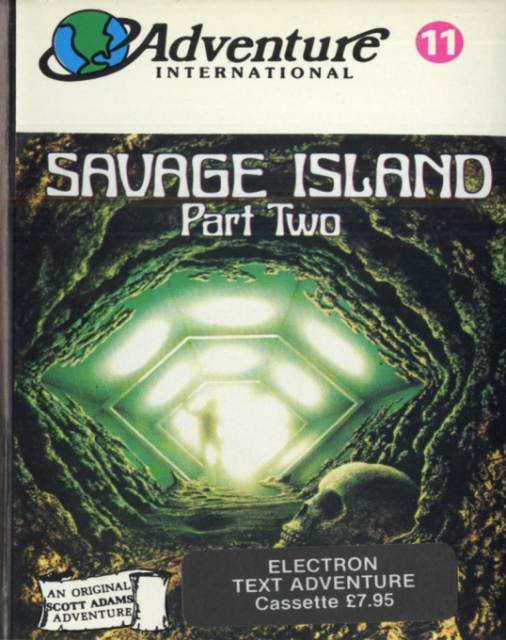 Adventure
INTERNATIONAL
11
SAVAGE ISLAND
Part Two
AN ORIGINAL
SCOTT ADAMS
ADVENTURE
ELECTRON
TEXT ADVENTURE
Cassette £7.95